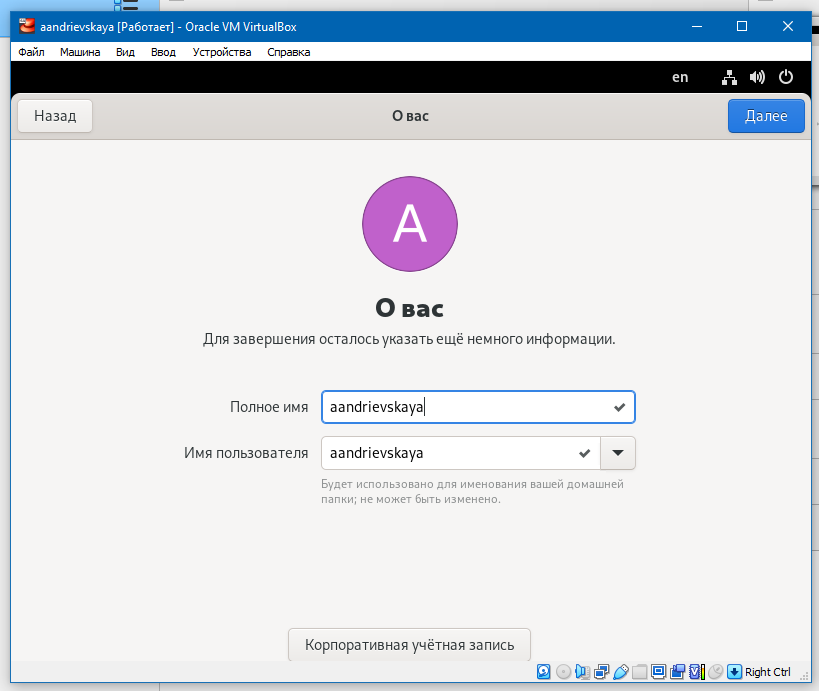 aandrievskaya [Работает] - Oracle VM VirtualBox
Файл Машина Вид Ввод Устройства Справка
en
Назад О вас Далее
A
О вас
Для завершения осталось указать ещё немного информации.
Полное имя aandrievskaya
Имя пользователя aandrievskaya
Будет использовано для именования вашей домашней
папки; не может быть изменено.
Корпоративная учётная запись
Right Ctrl